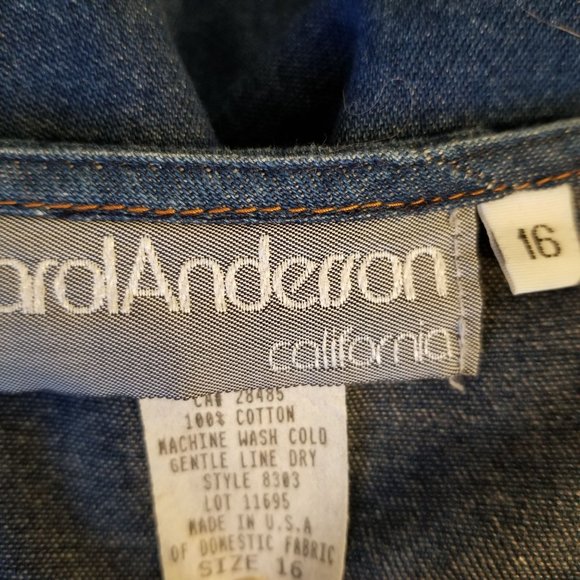 arolAnderson
california
16
CA# 28485
100% COTTON
MACHINE WASH COLD
GENTLE LINE DRY
STYLE 8303
LOT 11695
MADE IN U.S.A
OF DOMESTIC FABRIC
SIZE 16